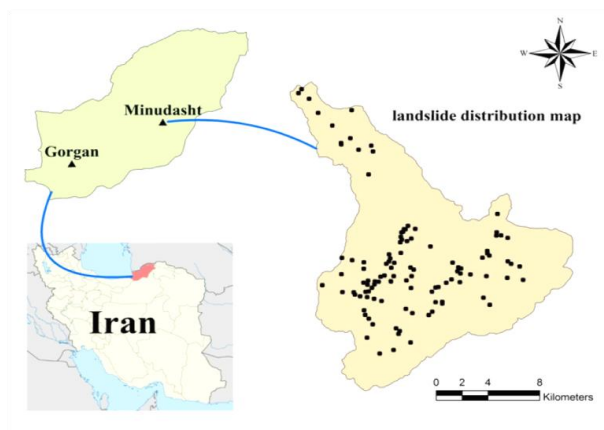 N
W E
S
Minudasht
landslide distribution map
Gorgan
Iran
0 2 4 8
Kilometers